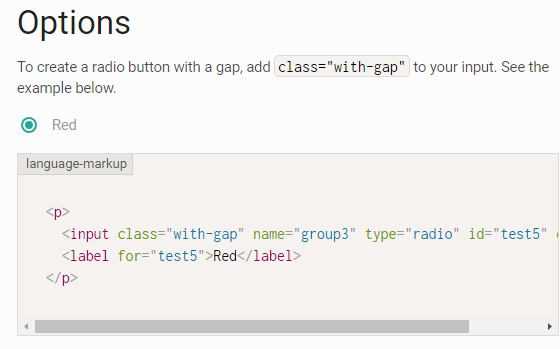 Options
To create a radio button with a gap, add class="with-gap" to your input. See the
example below.
Red
language-markup
<p>
<input class="with-gap" name="group3" type="radio" id="test5"
<label for="test5">Red</label>
</p>